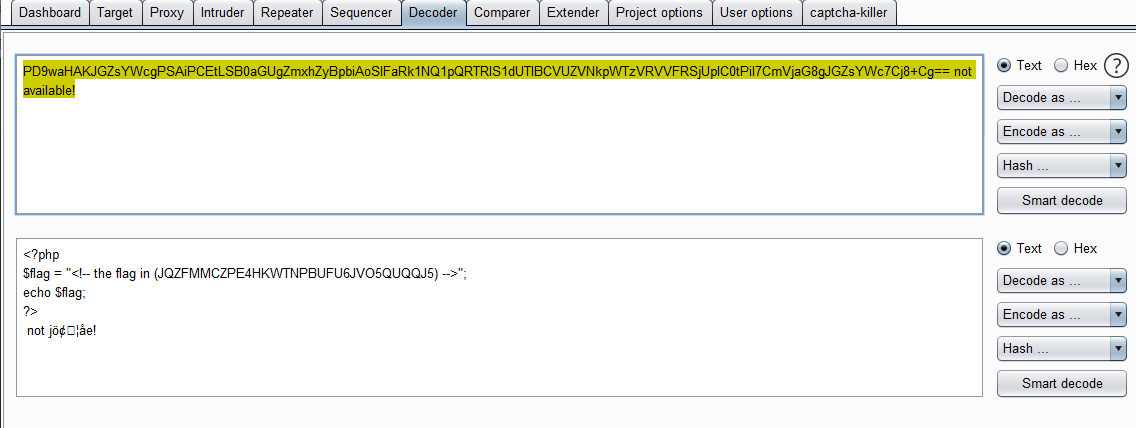 Dashboard Target Proxy Intruder Repeater Sequencer Decoder Comparer Extender Project options User options captcha-killer
PD9waHAKJGZsYWcgPSAiPCEtLSB0aGUgZmxhZyBpbiAoSlFaRk1NQ1pQRTRIS1dUTlBCVUZVNkpWTzVRVVFRSjUpIC0tPiI7CmVjaG8gJGZsYWc7Cj8+Cg== not
available!
Text Hex ?
Decode as ...
Encode as ...
Hash ...
Smart decode
<?php
$flag = "<!-- the flag in (JQZFMMCZPE4HKWTNPBUFU6JVO5QUQQJ5) -->";
echo $flag;
?>
not jö¢¦åe!
Text Hex
Decode as ...
Encode as ...
Hash ...
Smart decode